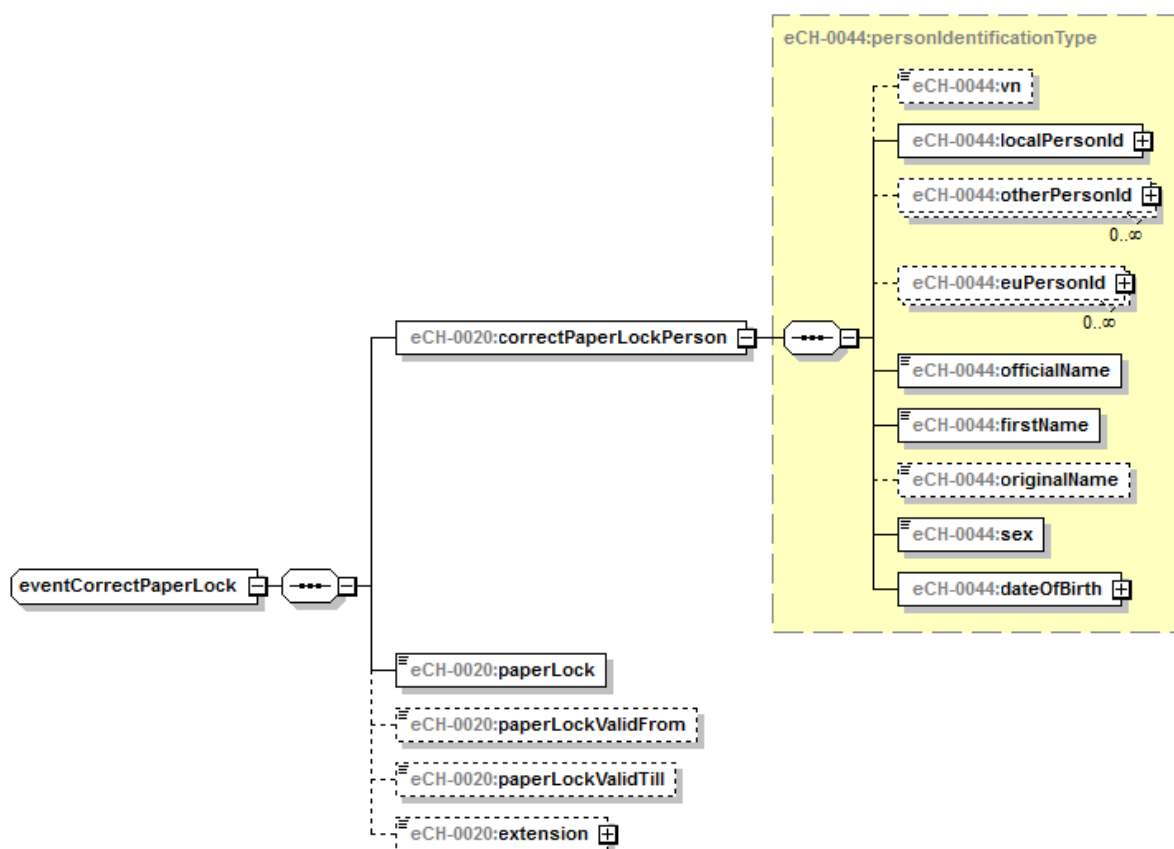 eCH-0044:personIdentificationType
eCH-0044:vn
eCH-0044:localPersonId
eCH-0044:otherPersonId
0..∞
eCH-0044:euPersonId
0..∞
eCH-0020:correctPaperLockPerson
eCH-0044:officialName
eCH-0044:firstName
eCH-0044:originalName
eCH-0044:sex
eventCorrectPaperLock
eCH-0044:dateOfBirth
eCH-0020:paperLock
eCH-0020:paperLockValidFrom
eCH-0020:paperLockValidTill
eCH-0020:extension